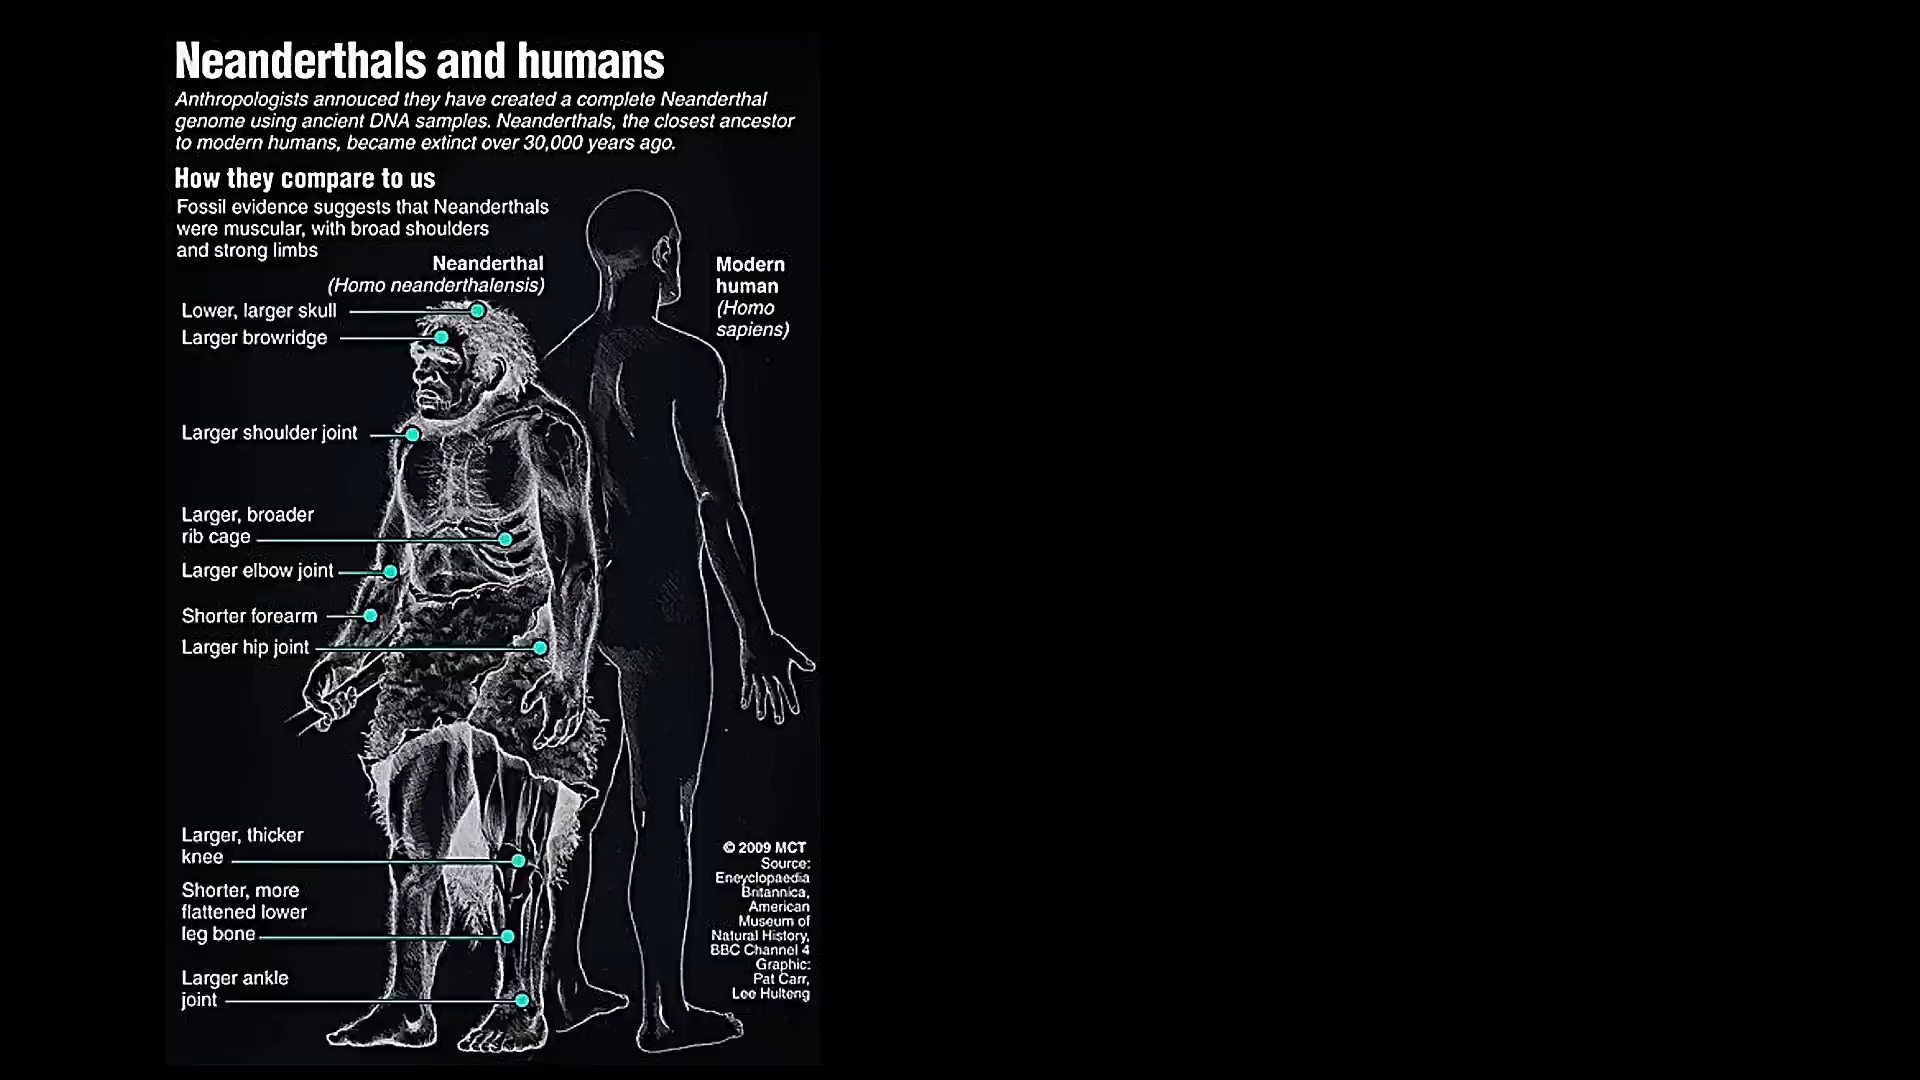 Neanderthals and humans
Anthropologists annouced they have created a complete Neanderthal
genome using ancient DNA samples. Neanderthals, the closest ancestor
to modern humans, became extinct over 30,000 years ago.
How they compare to us
Fossil evidence suggests that Neanderthals
were muscular, with broad shoulders
and strong limbs
Neanderthal
(Homo neanderthalensis)
Modern
human
(Homo
sapiens)
Lower, larger skull
Larger browridge
Larger shoulder joint
Larger, broader
rib cage
Larger elbow joint
Shorter forearm
Larger hip joint
Larger, thicker
knee
Shorter, more
flattened lower
leg bone
Larger ankle
joint
© 2009 MCT
Source:
Encyclopaedia
Britannica,
American
Museum of
Natural History,
BBC Channel 4
Graphic:
Pat Carr,
Lee Hulteng